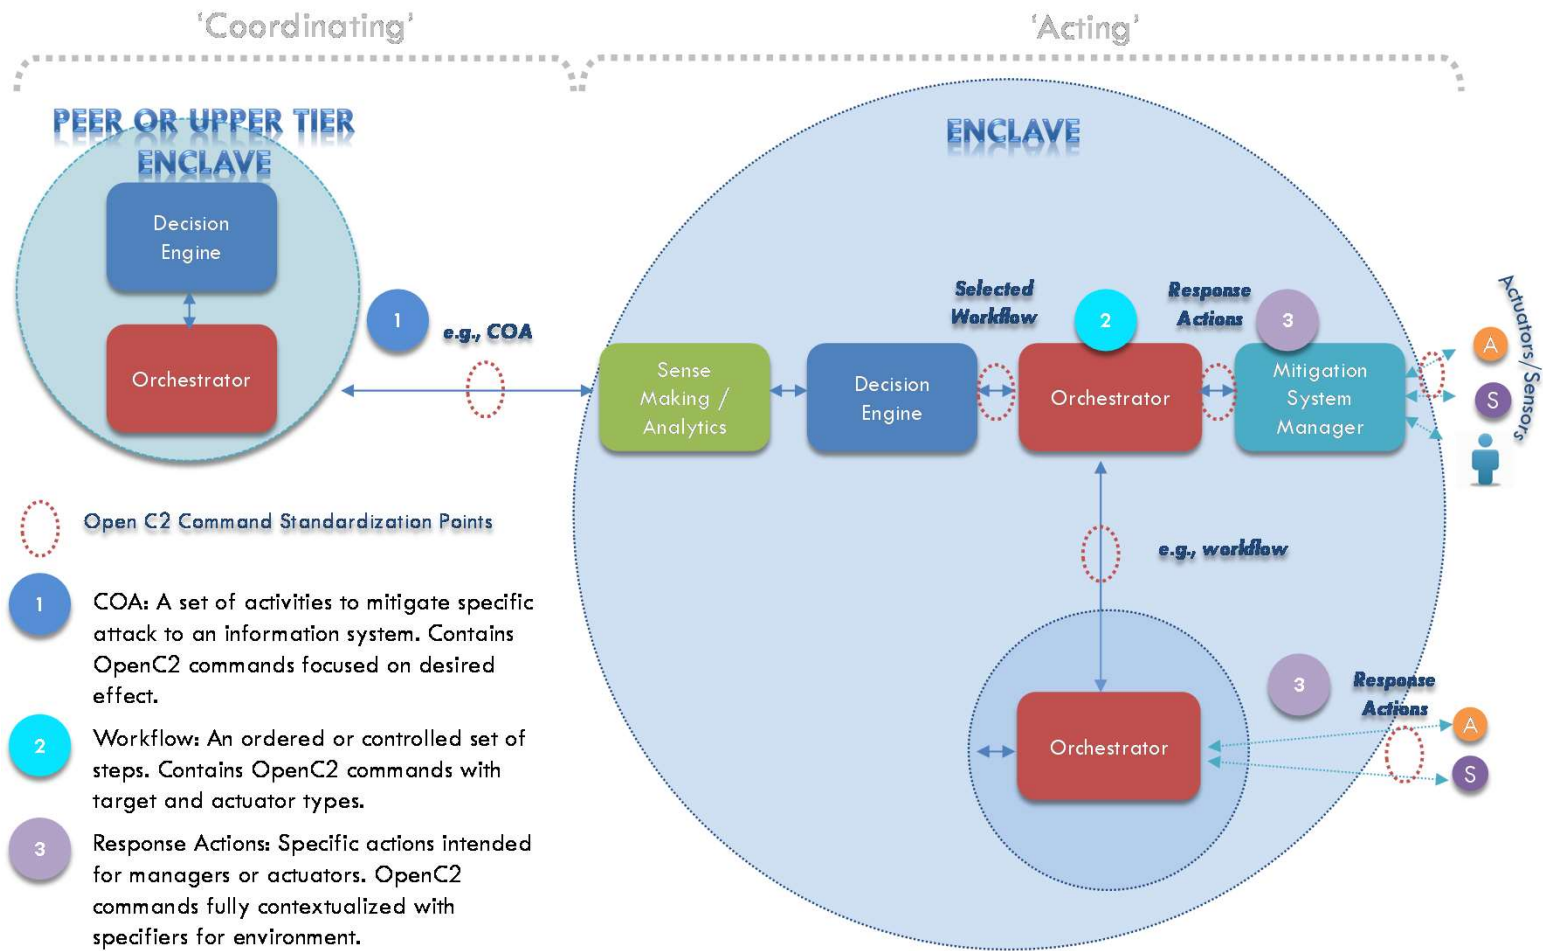 'Coordinating'
'Acting'
PEER OR UPPER TIER
ENCLAVE
Decision
Engine
Orchestrator
1
e.g., COA
ENCLAVE
Sense
Making /
Analytics
Decision
Engine
Selected
Workflow
2
Orchestrator
Response
Actions
3
Mitigation
System
Manager
A
S
Actuators/Sensors
e.g., workflow
Orchestrator
3
Response
Actions
A
S
Open C2 Command Standardization Points
1
COA: A set of activities to mitigate specific
attack to an information system. Contains
OpenC2 commands focused on desired
effect.
2
Workflow: An ordered or controlled set of
steps. Contains OpenC2 commands with
target and actuator types.
3
Response Actions: Specific actions intended
for managers or actuators. OpenC2
commands fully contextualized with
specifiers for environment.